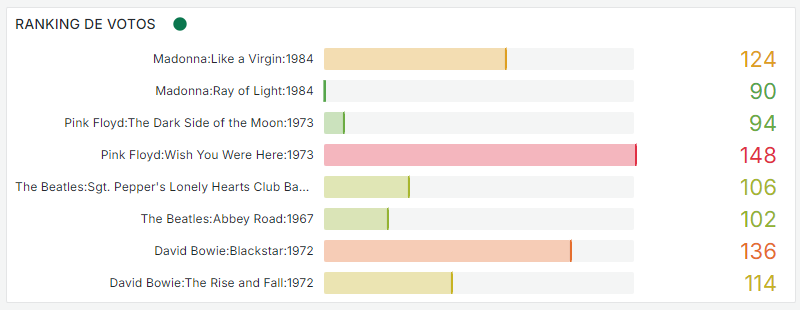 RANKING DE VOTOS
Madonna:Like a Virgin:1984 124
Madonna:Ray of Light:1984 90
Pink Floyd:The Dark Side of the Moon:1973 94
Pink Floyd:Wish You Were Here:1973 148
The Beatles:Sgt. Pepper's Lonely Hearts Club Ba... 106
The Beatles:Abbey Road:1967 102
David Bowie:Blackstar:1972 136
David Bowie:The Rise and Fall:1972 114